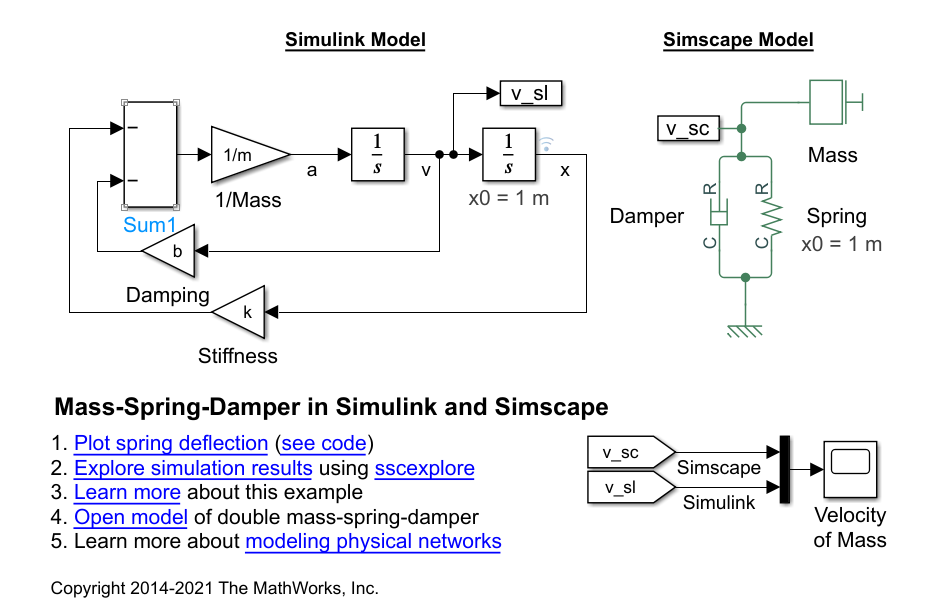 Simulink Model
Simscape Model
v_sl
v_sc
Mass
−
−
1/m
1/Mass
a
1
s
v
1
s
x0 = 1 m
x
Sum1
b
Damping
k
Stiffness
Damper
R
C
R
C
Spring
x0 = 1 m
Mass-Spring-Damper in Simulink and Simscape
1. Plot spring deflection (see code)
2. Explore simulation results using sscexplore
3. Learn more about this example
4. Open model of double mass-spring-damper
5. Learn more about modeling physical networks
v_sc
Simscape
v_sl
Simulink
Velocity
of Mass
Copyright 2014-2021 The MathWorks, Inc.